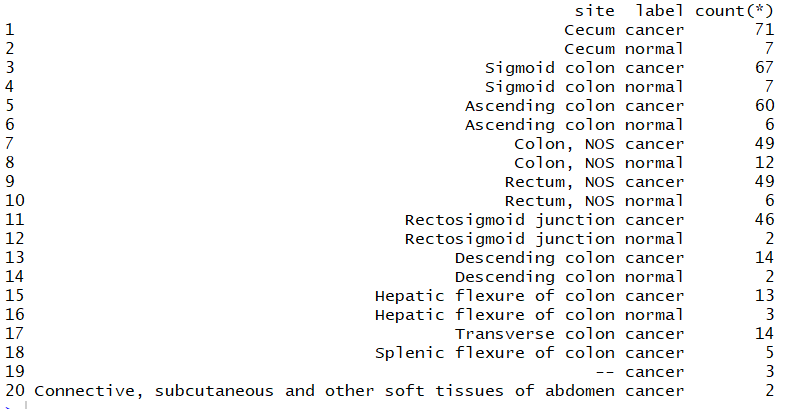 site label count(*)
1 Cecum cancer 71
2 Cecum normal 7
3 Sigmoid colon cancer 67
4 Sigmoid colon normal 7
5 Ascending colon cancer 60
6 Ascending colon normal 6
7 Colon, NOS cancer 49
8 Colon, NOS normal 12
9 Rectum, NOS cancer 49
10 Rectum, NOS normal 6
11 Rectosigmoid junction cancer 46
12 Rectosigmoid junction normal 2
13 Descending colon cancer 14
14 Descending colon normal 2
15 Hepatic flexure of colon cancer 13
16 Hepatic flexure of colon normal 3
17 Transverse colon cancer 14
18 Splenic flexure of colon cancer 5
19 -- cancer 3
20 Connective, subcutaneous and other soft tissues of abdomen cancer 2